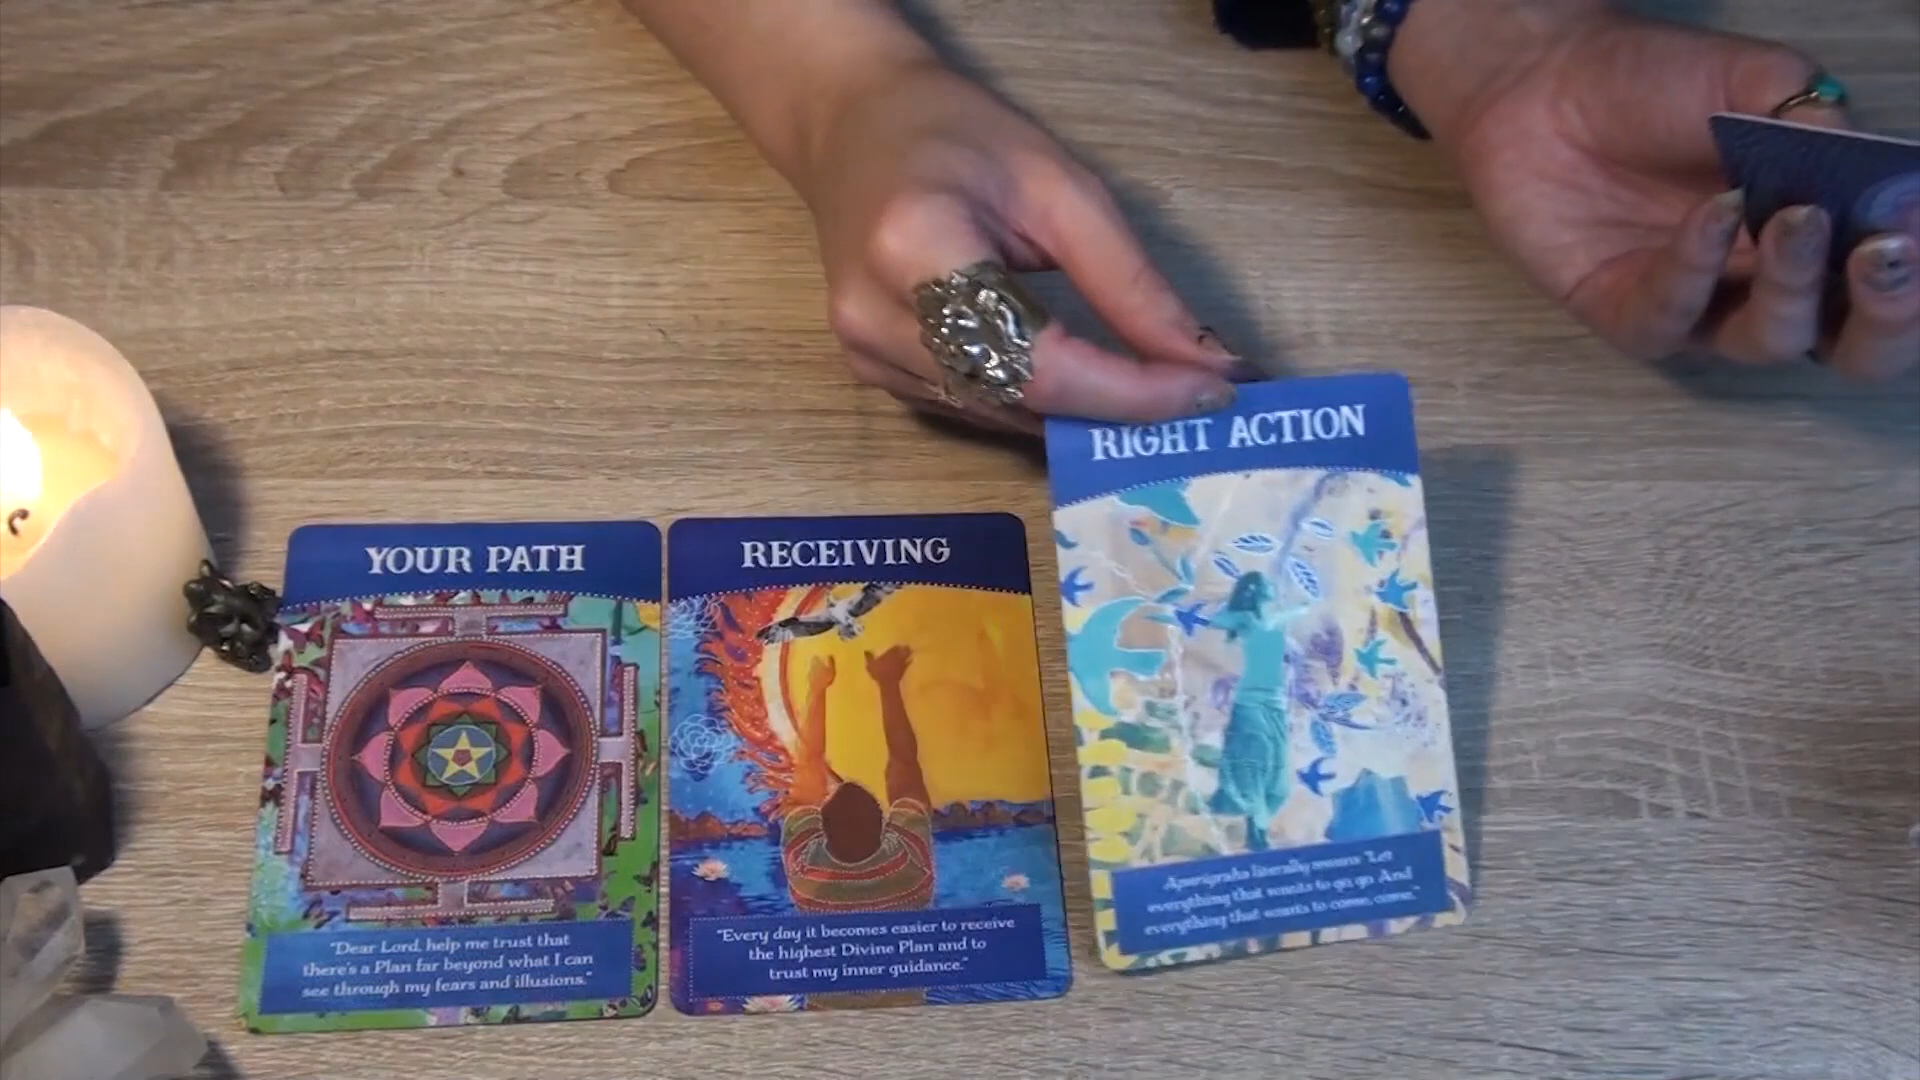 YOUR PATH
"Dear Lord, help me trust that
there's a Plan far beyond what I can
see through my fears and illusions."
RECEIVING
"Every day it becomes easier to receive
the highest Divine Plan and to
trust my inner guidance."
RIGHT ACTION
Aparigraha literally means "Let
everything that wants to go, go. And
everything that wants to come, come."